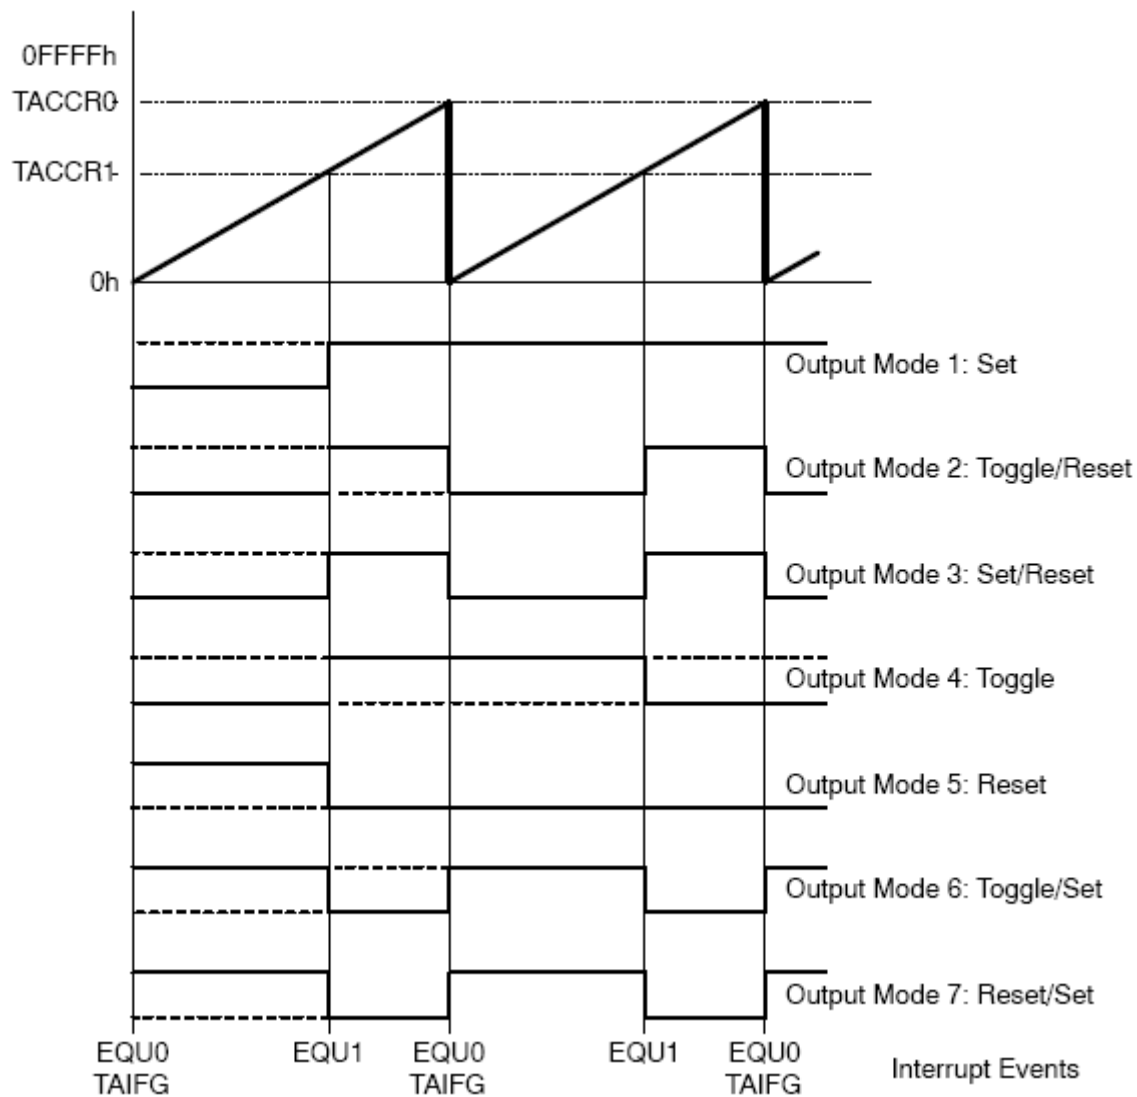 0FFFFh
TACCR0
TACCR1
0h
Output Mode 1: Set
Output Mode 2: Toggle/Reset
Output Mode 3: Set/Reset
Output Mode 4: Toggle
Output Mode 5: Reset
Output Mode 6: Toggle/Set
Output Mode 7: Reset/Set
EQU0 EQU1 EQU0 EQU1 EQU0
TAIFG TAIFG TAIFG
Interrupt Events